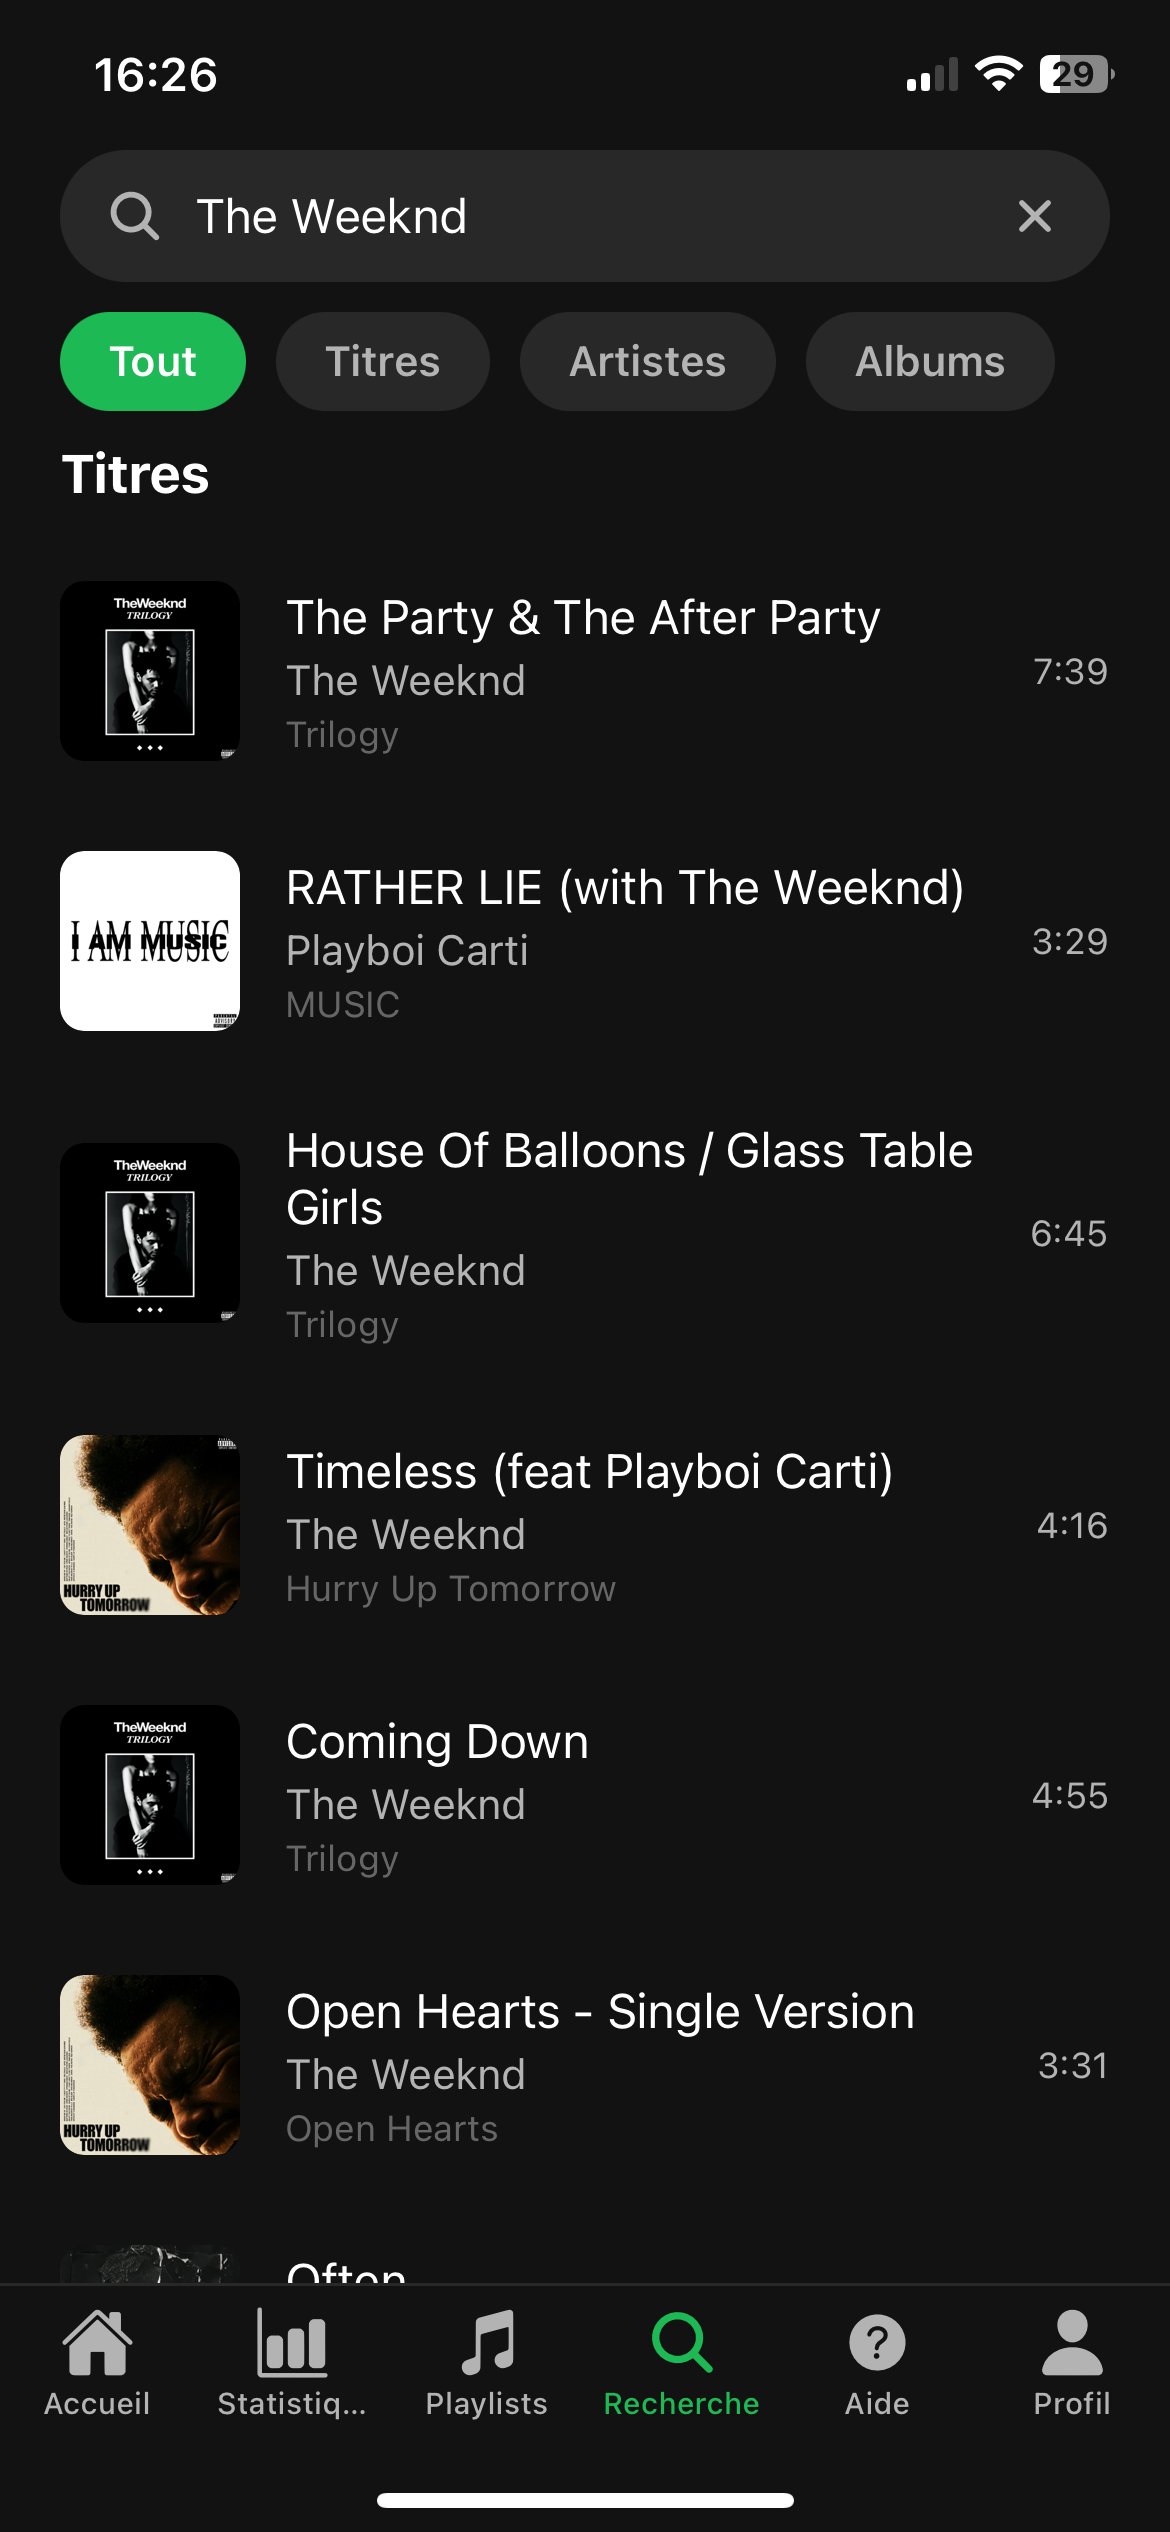 16:26
29
The Weeknd
Tout
Titres
Artistes
Albums
Titres
TheWeeknd
TRILOGY
The Party & The After Party
The Weeknd
Trilogy
7:39
I AM MUSIC
RATHER LIE (with The Weeknd)
Playboi Carti
MUSIC
3:29
TheWeeknd
TRILOGY
House Of Balloons / Glass Table
Girls
The Weeknd
Trilogy
6:45
HURRY UP
TOMORROW
Timeless (feat Playboi Carti)
The Weeknd
Hurry Up Tomorrow
4:16
TheWeeknd
TRILOGY
Coming Down
The Weeknd
Trilogy
4:55
HURRY UP
TOMORROW
Open Hearts - Single Version
The Weeknd
Open Hearts
3:31
Often
Accueil
Statistiq...
Playlists
Recherche
Aide
Profil